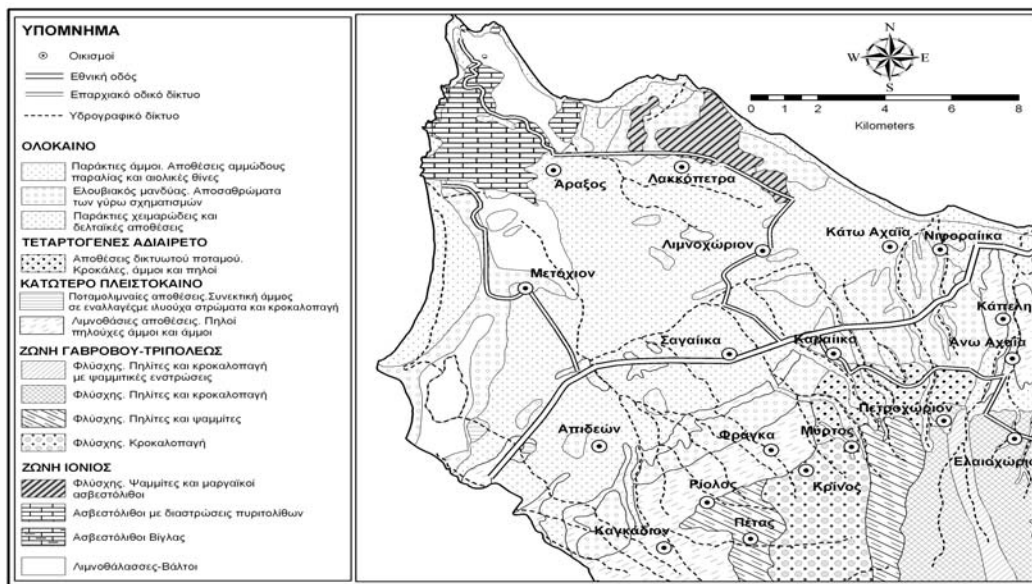 ΥΠΟΜΝΗΜΑ
Οικισμοί
Εθνική οδός
Επαρχιακό οδικό δίκτυο
Υδρογραφικό δίκτυο
ΟΛΟΚΑΙΝΟ
Παράκτιες άμμοι. Αποθέσεις αμμώδους
παραλίας και αιολικές θίνες
Ελουβιακός μανδύας. Αποσαθρώματα
των γύρω σχηματισμών
Παράκτιες χειμαρώδεις και
δελταϊκές αποθέσεις
ΤΕΤΑΡΤΟΓΕΝΕΣ ΑΔΙΑΙΡΕΤΟ
Αποθέσεις δικτυωτού ποταμού.
Κροκάλες, άμμοι και πηλοί
ΚΑΤΩΤΕΡΟ ΠΛΕΙΣΤΟΚΑΙΝΟ
Ποταμολιμναίες αποθέσεις.Συνεκτική άμμος
σε εναλλαγέςμε ιλυούχα στρώματα και κροκαλοπαγή
Λιμνοθάσιες αποθέσεις. Πηλοί
πηλούχες άμμοι και άμμοι
ΖΩΝΗ ΓΑΒΡΟΒΟΥ-ΤΡΙΠΟΛΕΩΣ
Φλύσχης. Πηλίτες και κροκαλοπαγή
με ψαμμιτικές ενστρώσεις
Φλύσχης. Πηλίτες και κροκαλοπαγή
Φλύσχης. Πηλίτες και ψαμμίτες
Φλύσχης. Κροκαλοπαγή
ΖΩΝΗ ΙΟΝΙΟΣ
Φλύσχης. Ψαμμίτες και μαργαϊκοί
ασβεστόλιθοι
Ασβεστόλιθοι με διαστρώσεις πυριτολίθων
Ασβεστόλιθοι Βίγλας
Λιμνοθάλασσες-Βάλτοι
N
W E
S
0 1 2 4 6 8
Kilometers
Άραξος
Λακκόπετρα
Λιμνοχώριον
Κάτω Αχαΐα
Νιφοραίικα
Μετόχιον
Κάπελη
Σαγαίικα
Καραίικα
Άνω Αχαΐα
Πετροχώριον
Απιδεών
Φράγκα
Μύρτος
Ελαιοχώριο
Κρίνος
Ρίολος
Πέτας
Καγκάδιον